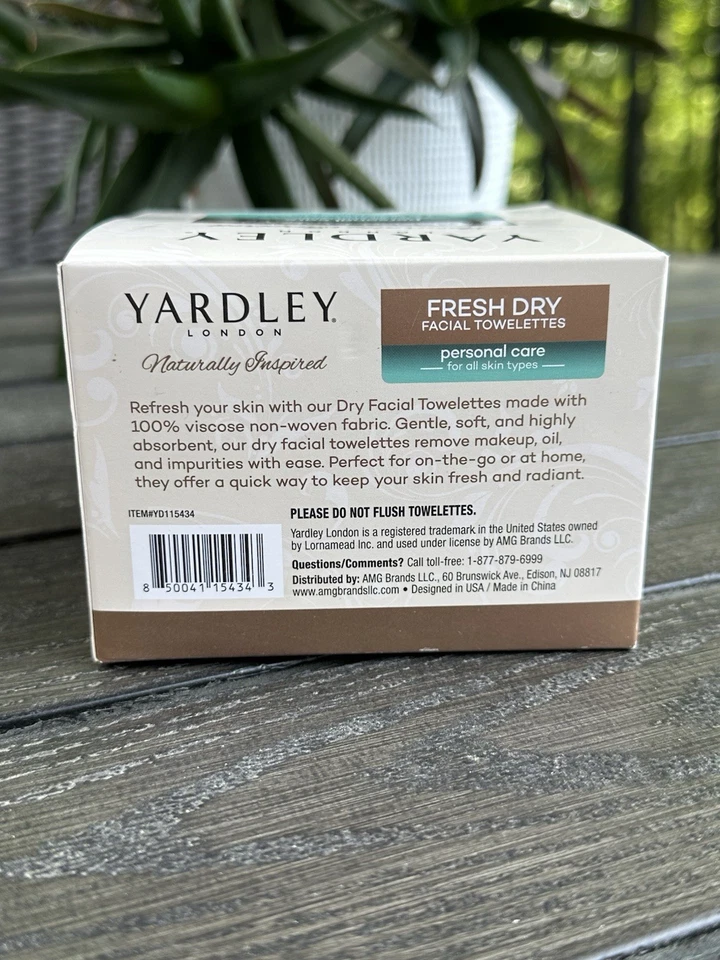 YARDLEY
YARDLEY®
LONDON
Naturally Inspired
FRESH DRY
FACIAL TOWELETTES
personal care
for all skin types
Refresh your skin with our Dry Facial Towelettes made with
100% viscose non-woven fabric. Gentle, soft, and highly
absorbent, our dry facial towelettes remove makeup, oil,
and impurities with ease. Perfect for on-the-go or at home,
they offer a quick way to keep your skin fresh and radiant.
ITEM#YD115434
8 50041 15434 3
PLEASE DO NOT FLUSH TOWELETTES.
Yardley London is a registered trademark in the United States owned
by Lornamead Inc. and used under license by AMG Brands LLC.
Questions/Comments? Call toll-free: 1-877-879-6999
Distributed by: AMG Brands LLC., 60 Brunswick Ave., Edison, NJ 08817
www.amgbrandsllc.com • Designed in USA / Made in China